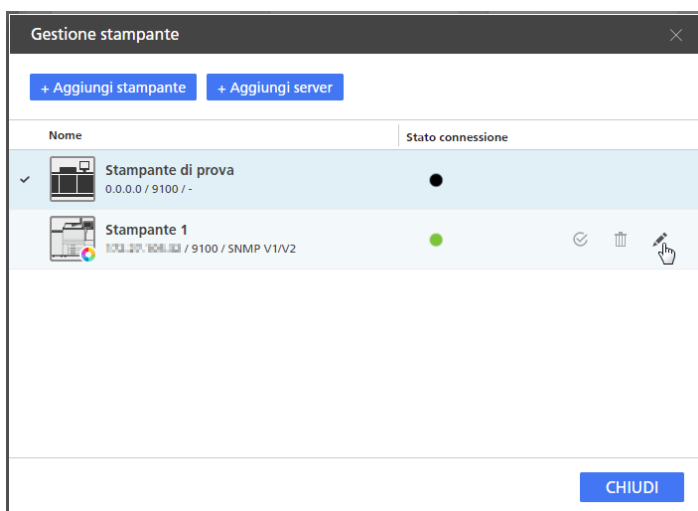 Gestione stampante
+ Aggiungi stampante + Aggiungi server
Nome Stato connessione
Stampante di prova
0.0.0.0 / 9100 / -
Stampante 1
/ 9100 / SNMP V1/V2
CHIUDI